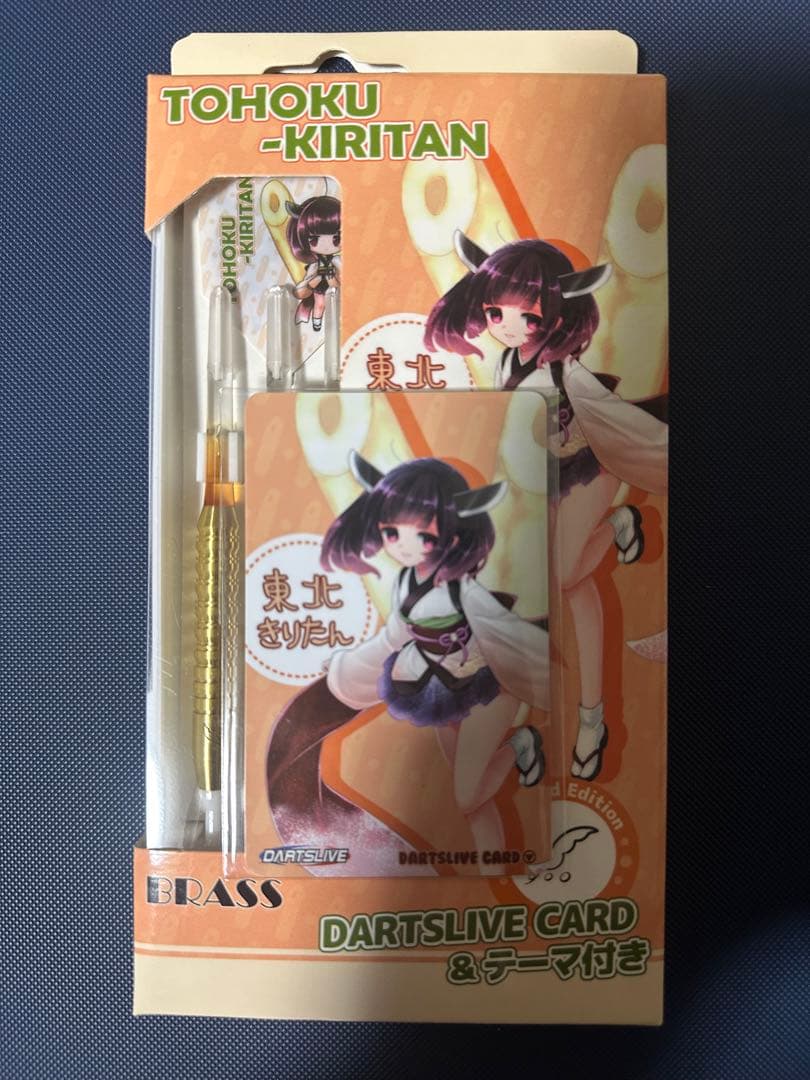 TOHOKU
-KIRITAN
TOHOKU
-KIRITAN
東北
東北
きりたん
d Edition
DARTSLIVE
DARTSLIVE CARD
BRASS
DARTSLIVE CARD
& テーマ付き